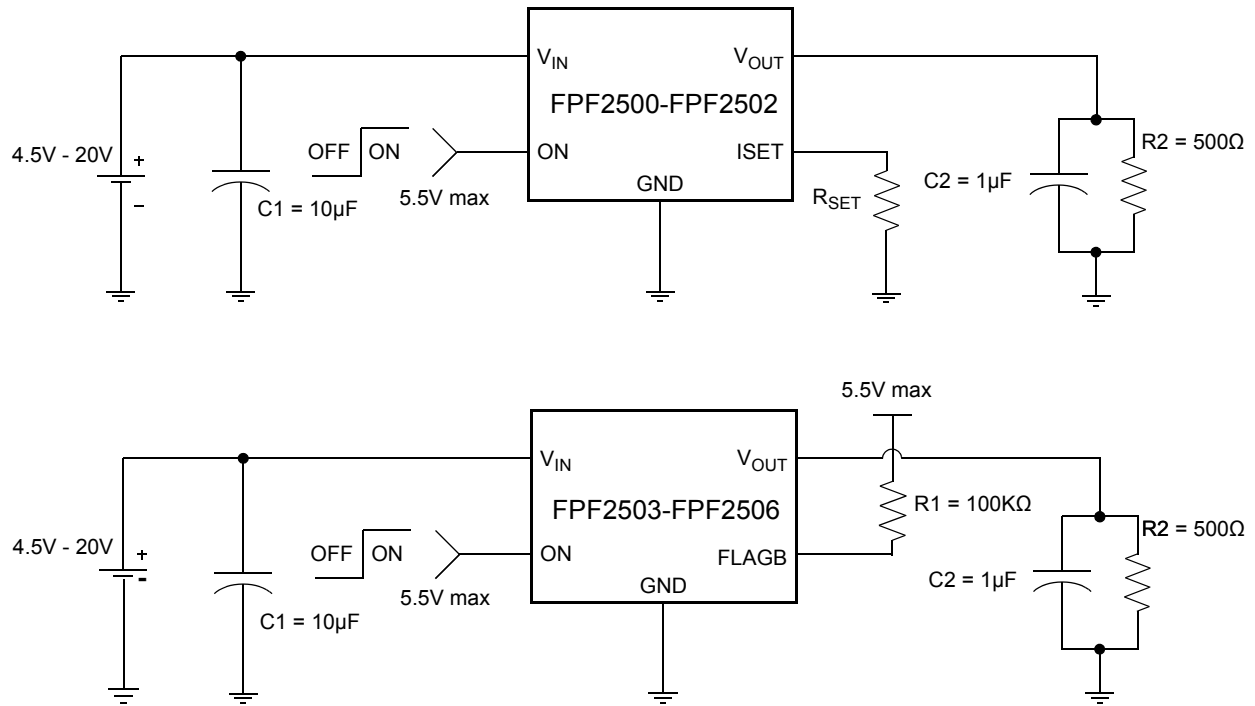 V_IN
V_OUT
FPF2500-FPF2502
4.5V - 20V
+
−
OFF
ON
ON
ISET
R2 = 500Ω
C2 = 1µF
5.5V max
GND
C1 = 10µF
R_SET
5.5V max
V_IN
V_OUT
FPF2503-FPF2506
R1 = 100KΩ
4.5V - 20V
+
-
OFF
ON
ON
FLAGB
R2 = 500Ω
C2 = 1µF
5.5V max
GND
C1 = 10µF